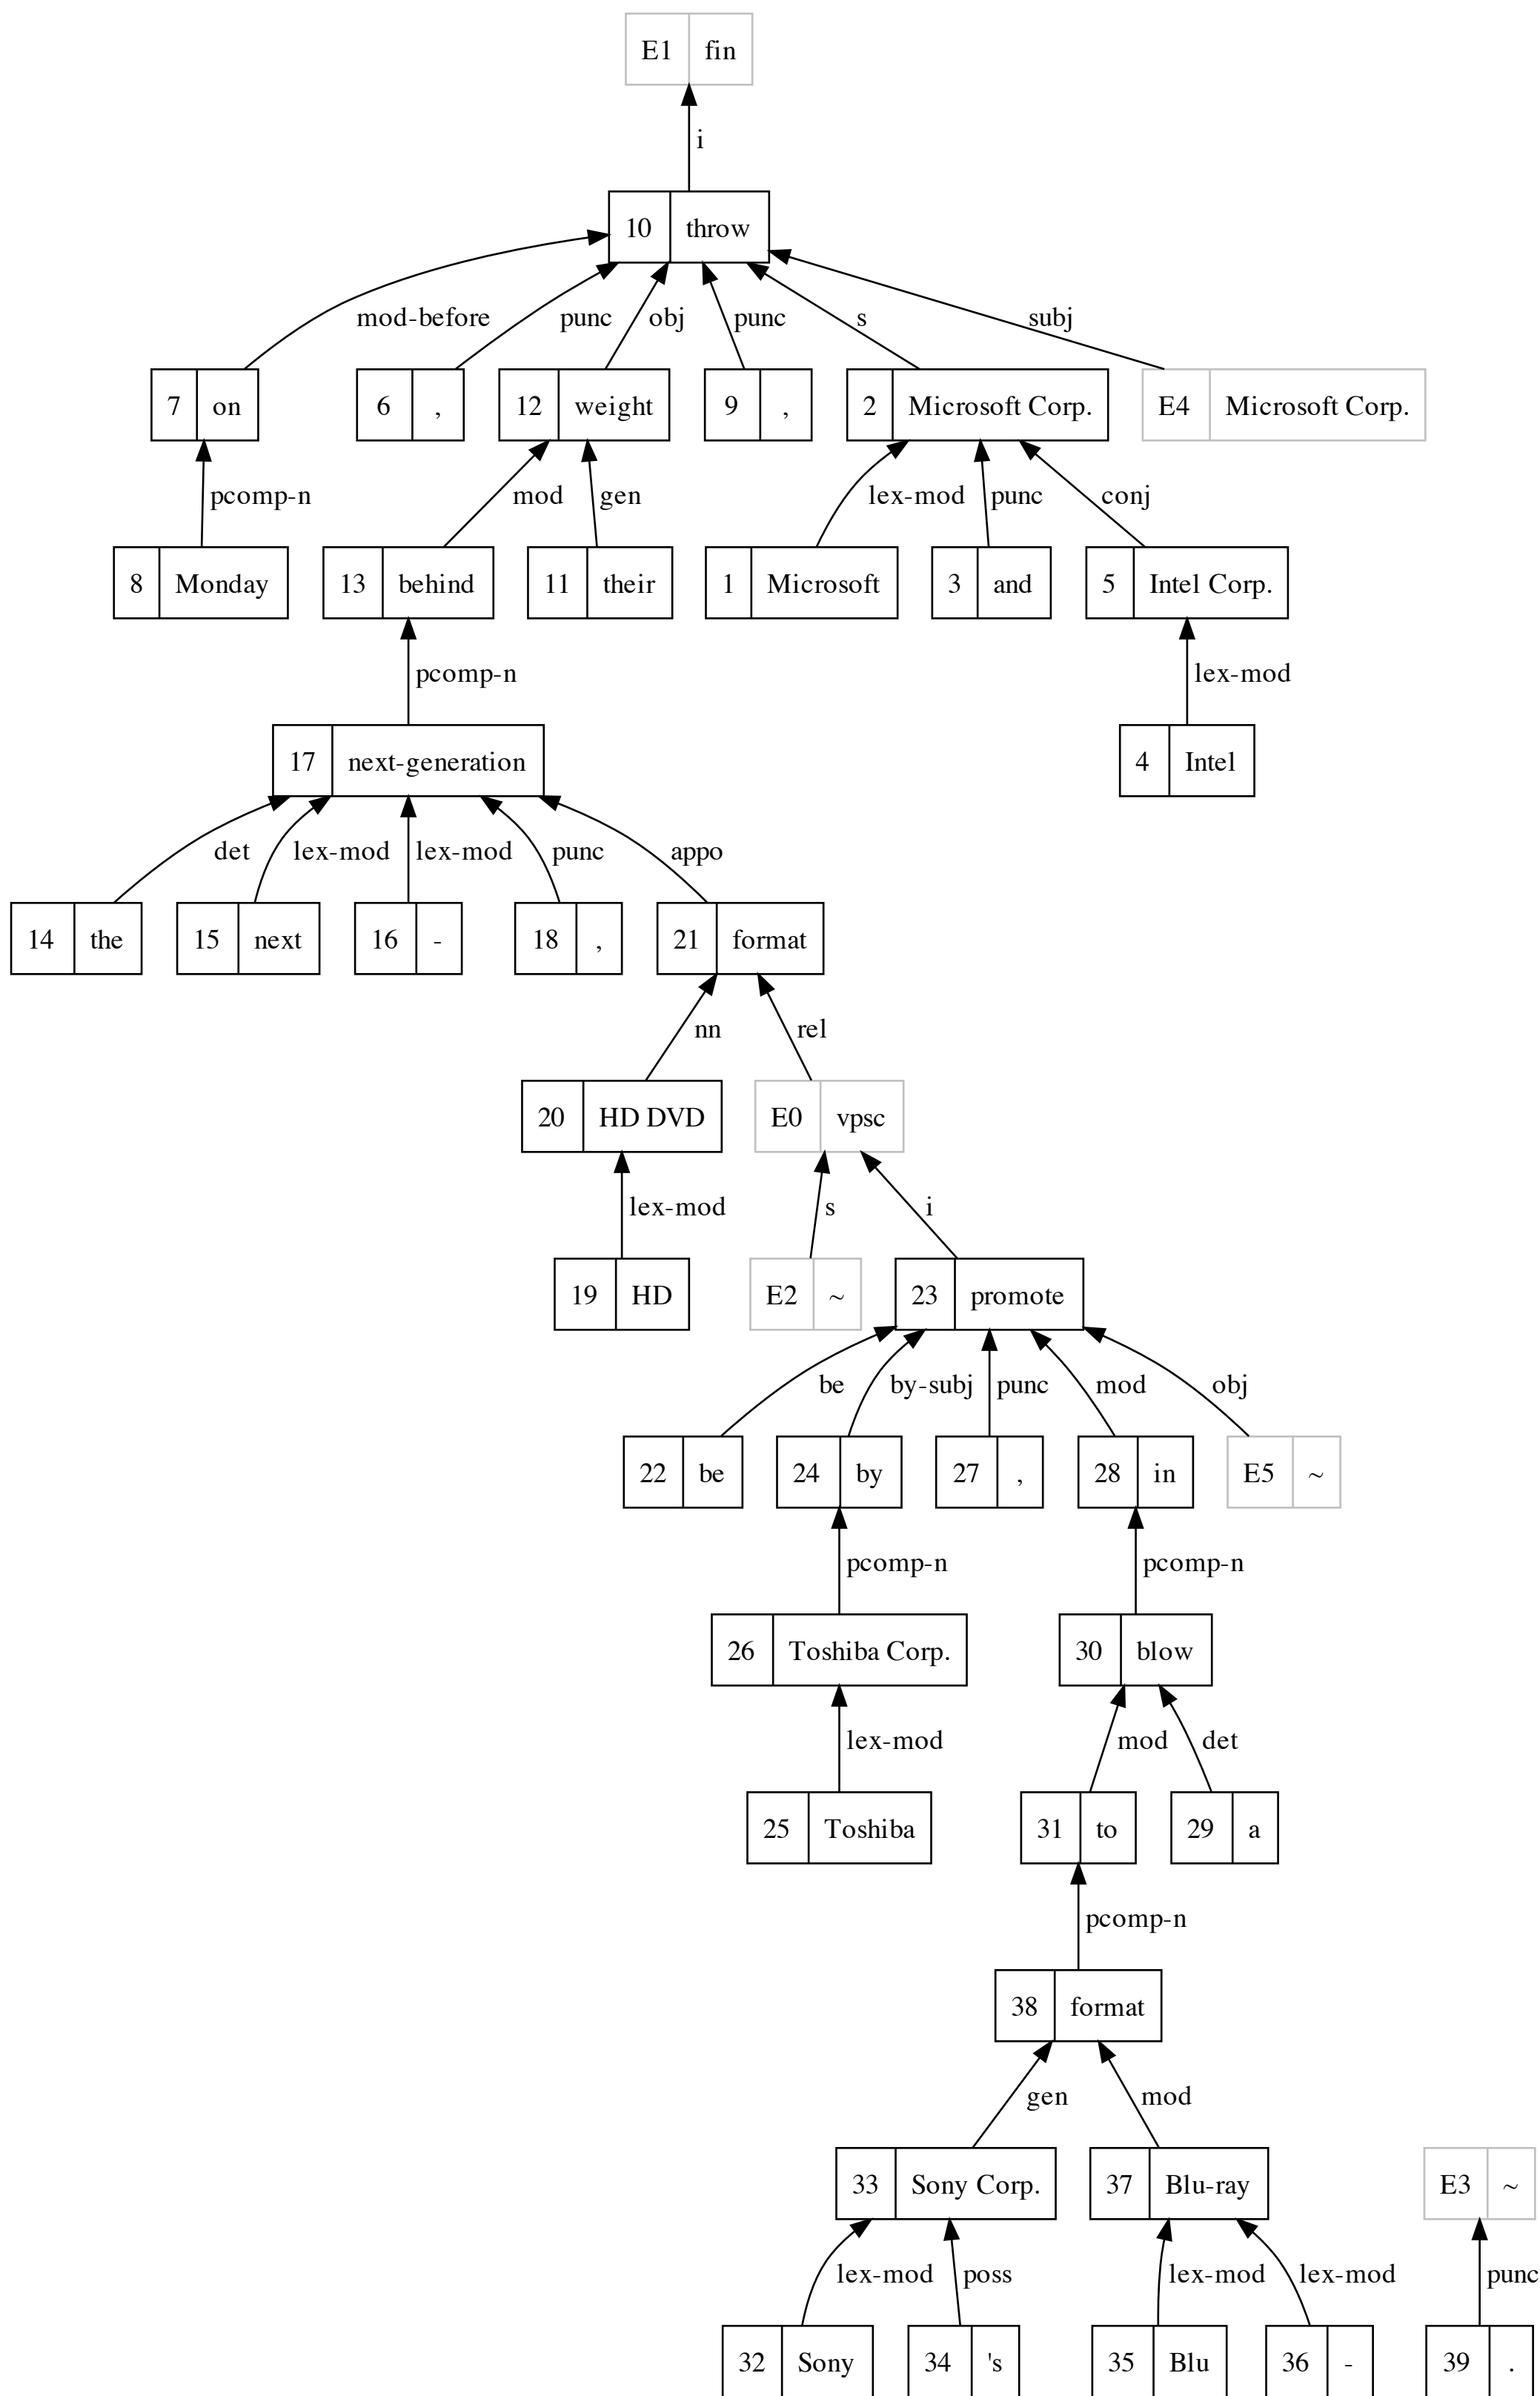 E1 fin
i
10 throw
mod-before punc obj punc s subj
7 on 6 , 12 weight 9 , 2 Microsoft Corp. E4 Microsoft Corp.
pcomp-n mod gen lex-mod punc conj
8 Monday 13 behind 11 their 1 Microsoft 3 and 5 Intel Corp.
pcomp-n lex-mod
17 next-generation 4 Intel
det lex-mod lex-mod punc appo
14 the 15 next 16 - 18 , 21 format
nn rel
20 HD DVD E0 vpsc
lex-mod s i
19 HD E2 ~ 23 promote
be by-subj punc mod obj
22 be 24 by 27 , 28 in E5 ~
pcomp-n pcomp-n
26 Toshiba Corp. 30 blow
lex-mod mod det
25 Toshiba 31 to 29 a
pcomp-n
38 format
gen mod
33 Sony Corp. 37 Blu-ray E3 ~
lex-mod poss lex-mod lex-mod punc
32 Sony 34 's 35 Blu 36 - 39 .